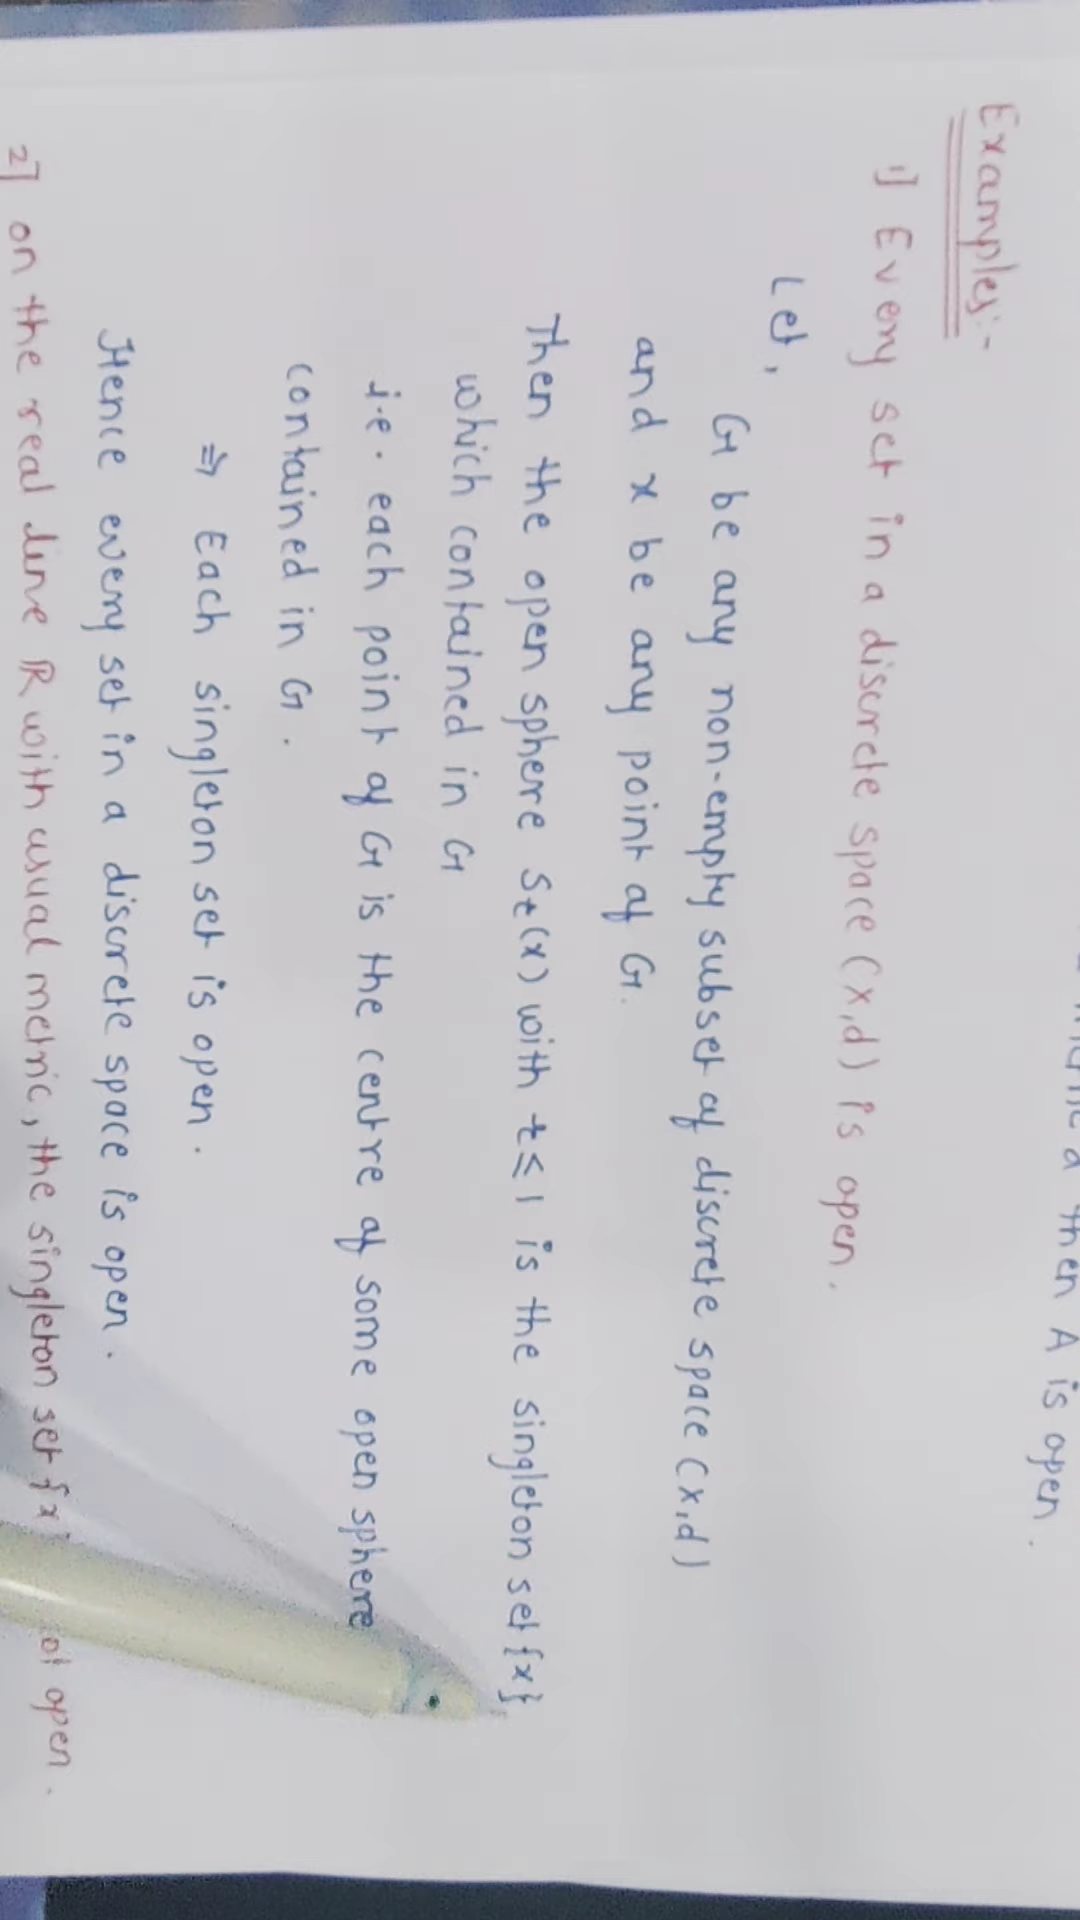 a then A is open.
Examples:-
1] Every set in a discrete space (X,d) is open.
Let,
G be any non-empty subset of discrete space (X,d)
and x be any point of G.
Then the open sphere St(x) with t≤1 is the singleton set {x},
which contained in G
i.e. each point of G is the centre of some open sphere
contained in G.
⇒ Each singleton set is open.
Hence every set in a discrete space is open.
2] on the real line ℝ with usual metric, the singleton set {x open.